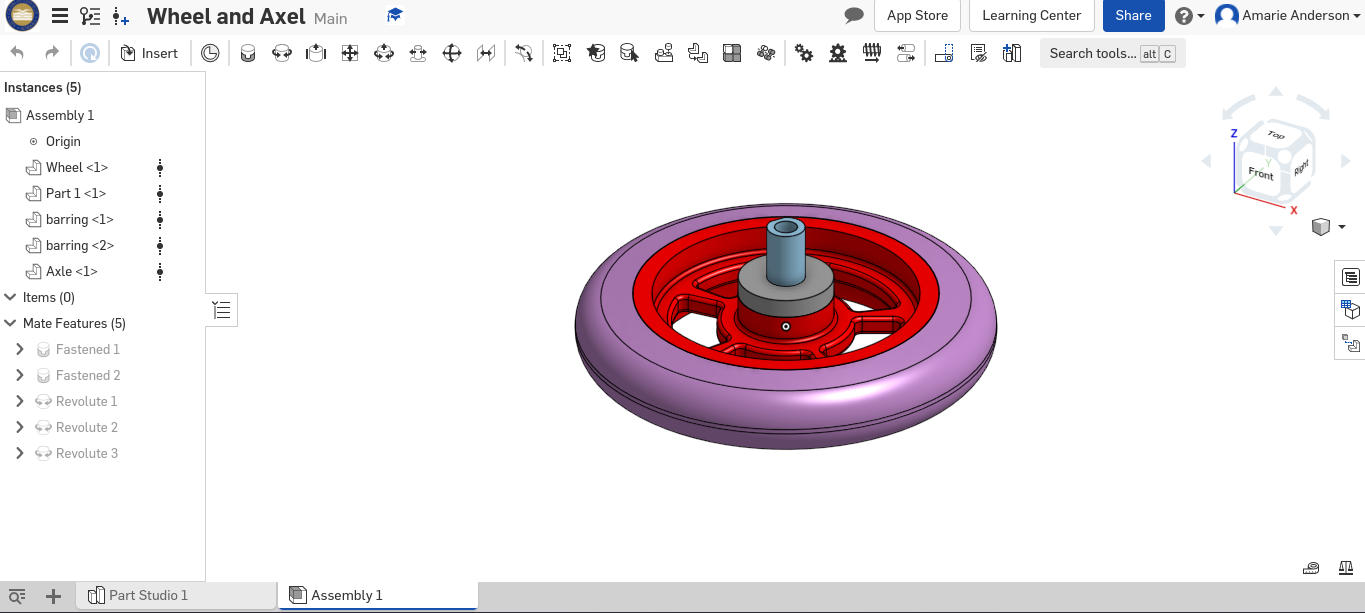 Wheel and Axel Main
App Store
Learning Center
Share
Amarie Anderson
Insert
Search tools... alt C
Instances (5)
Assembly 1
Origin
Wheel <1>
Part 1 <1>
barring <1>
barring <2>
Axle <1>
Items (0)
Mate Features (5)
Fastened 1
Fastened 2
Revolute 1
Revolute 2
Revolute 3
Z
Top
Y
Front
Right
X
Part Studio 1
Assembly 1